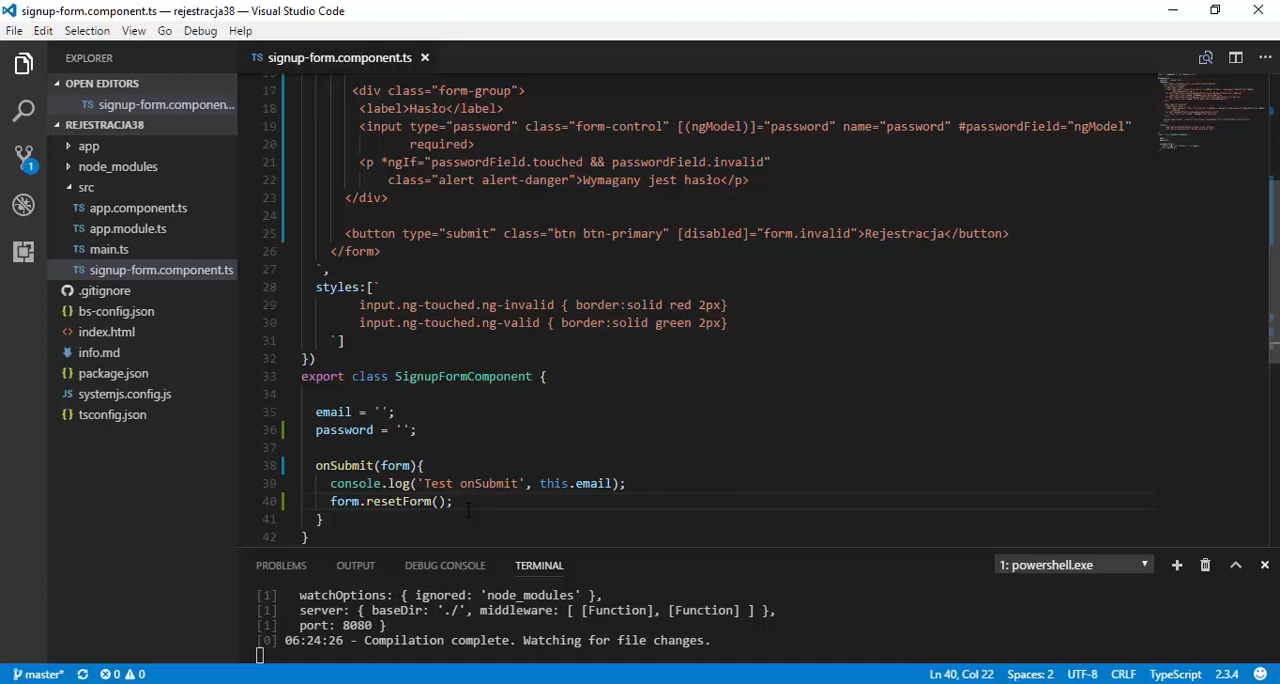 signup-form.component.ts — rejestracja38 — Visual Studio Code
File Edit Selection View Go Debug Help
EXPLORER
TS signup-form.component.ts ×
OPEN EDITORS
TS signup-form.componen...
REJESTRACJA38
app
node_modules
src
TS app.component.ts
TS app.module.ts
TS main.ts
TS signup-form.component.ts
.gitignore
{} bs-config.json
<> index.html
info.md
{} package.json
JS systemjs.config.js
{} tsconfig.json
1
17 <div class="form-group">
18 <label>Hasło</label>
19 <input type="password" class="form-control" [(ngModel)]="password" name="password" #passwordField="ngModel"
20 required>
21 <p *ngIf="passwordField.touched && passwordField.invalid"
22 class="alert alert-danger">Wymagany jest hasło</p>
23 </div>
24
25 <button type="submit" class="btn btn-primary" [disabled]="form.invalid">Rejestracja</button>
26 </form>
27 `,
28 styles:[`
29 input.ng-touched.ng-invalid { border:solid red 2px}
30 input.ng-touched.ng-valid { border:solid green 2px}
31 `]
32 })
33 export class SignupFormComponent {
34
35 email = '';
36 password = '';
37
38 onSubmit(form){
39 console.log('Test onSubmit', this.email);
40 form.resetForm();
41 }
42 }
PROBLEMS OUTPUT DEBUG CONSOLE TERMINAL 1: powershell.exe
[1] watchOptions: { ignored: 'node_modules' },
[1] server: { baseDir: './', middleware: [ [Function], [Function] ] },
[1] port: 8080 }
[0] 06:24:26 - Compilation complete. Watching for file changes.
master* 0 0 Ln 40, Col 22 Spaces: 2 UTF-8 CRLF TypeScript 2.3.4